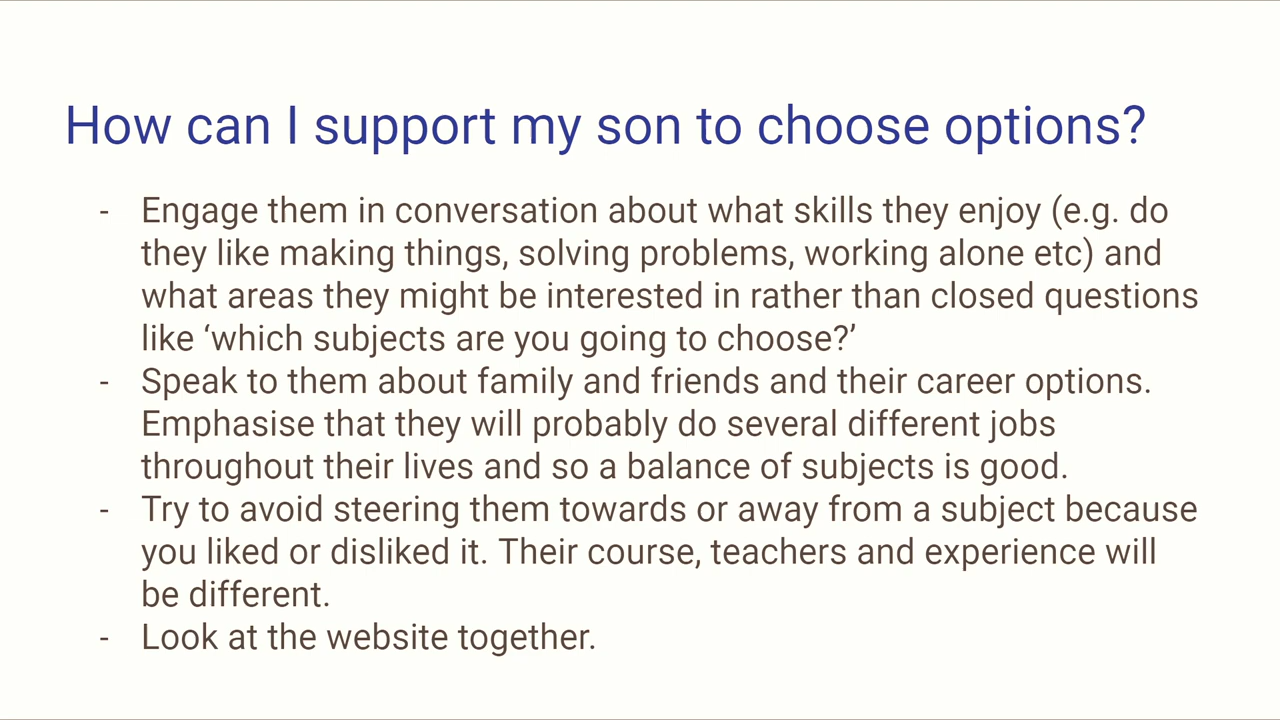 How can I support my son to choose options?
- Engage them in conversation about what skills they enjoy (e.g. do
they like making things, solving problems, working alone etc) and
what areas they might be interested in rather than closed questions
like ‘which subjects are you going to choose?’
- Speak to them about family and friends and their career options.
Emphasise that they will probably do several different jobs
throughout their lives and so a balance of subjects is good.
- Try to avoid steering them towards or away from a subject because
you liked or disliked it. Their course, teachers and experience will
be different.
- Look at the website together.